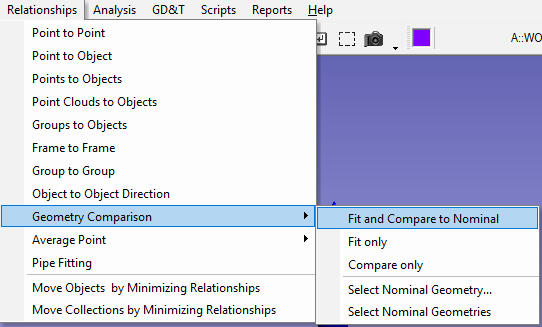 Relationships Analysis GD&T Scripts Reports Help
A::WO
Point to Point
Point to Object
Points to Objects
Point Clouds to Objects
Groups to Objects
Frame to Frame
Group to Group
Object to Object Direction
Geometry Comparison
Average Point
Pipe Fitting
Move Objects by Minimizing Relationships
Move Collections by Minimizing Relationships
Fit and Compare to Nominal
Fit only
Compare only
Select Nominal Geometry...
Select Nominal Geometries